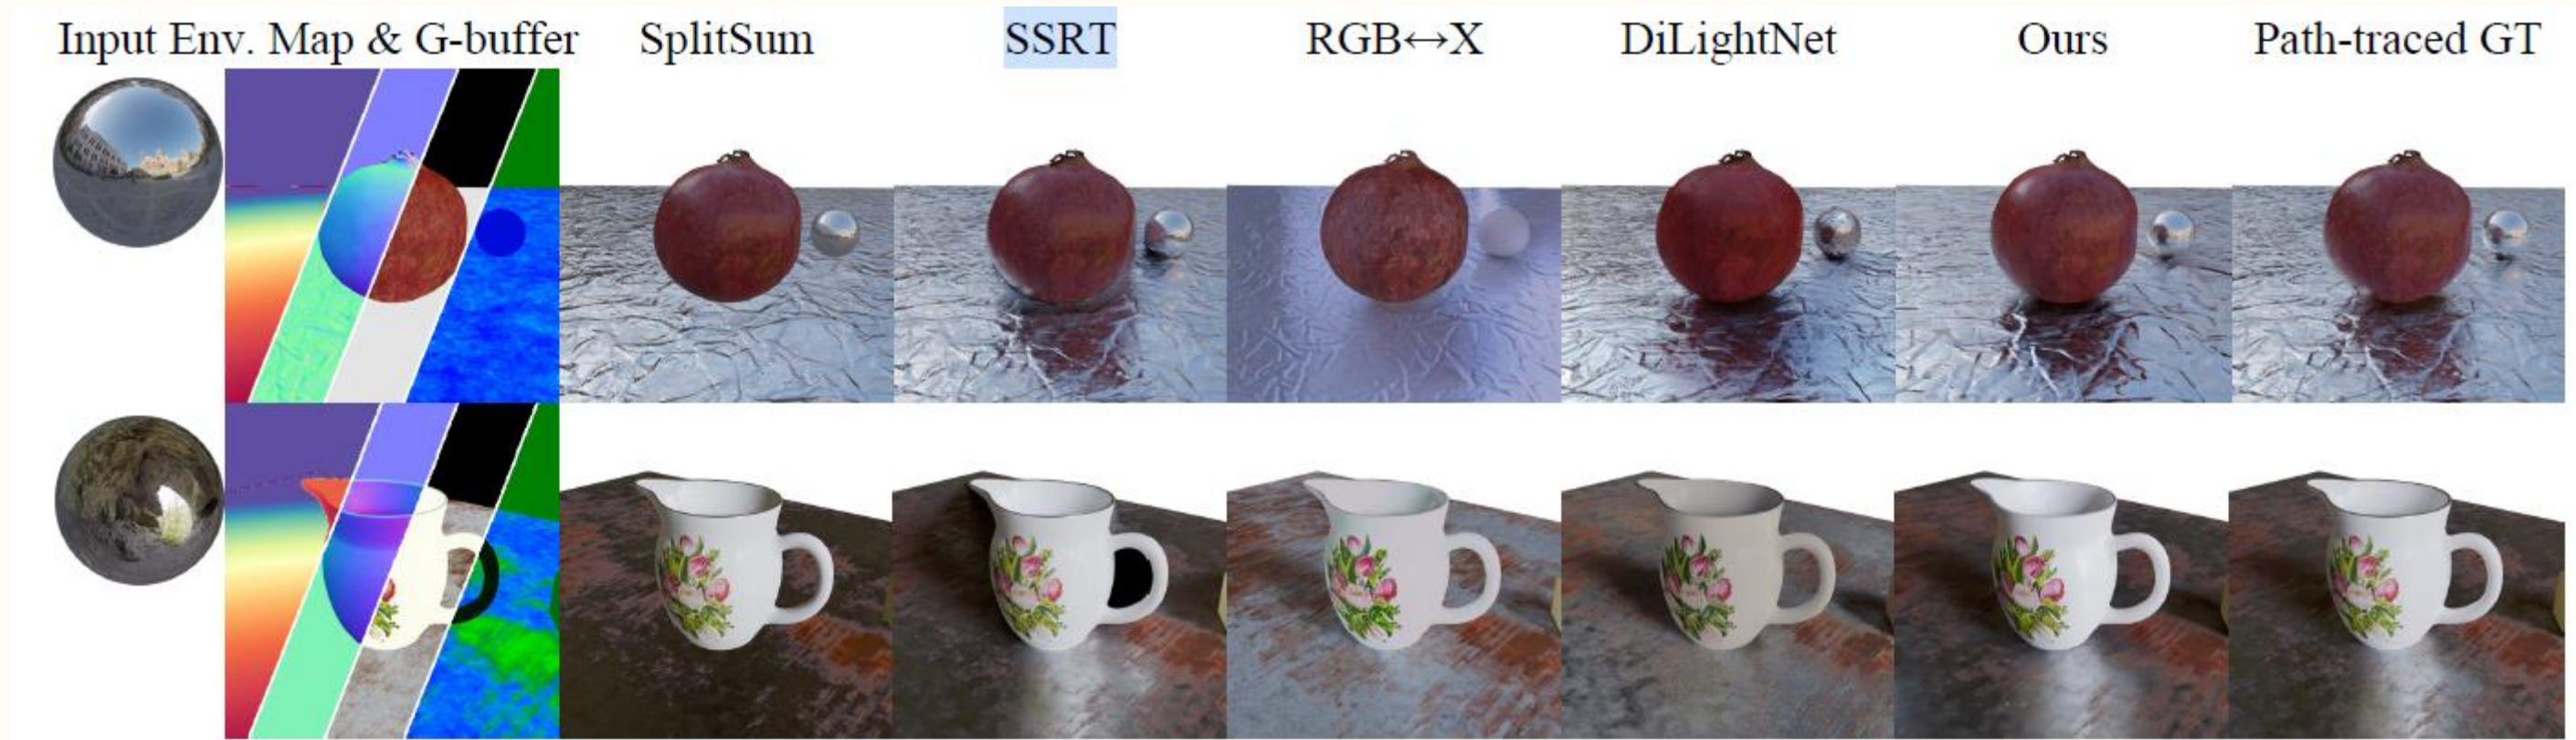 Input Env. Map & G-buffer SplitSum SSRT RGB↔X DiLightNet Ours Path-traced GT